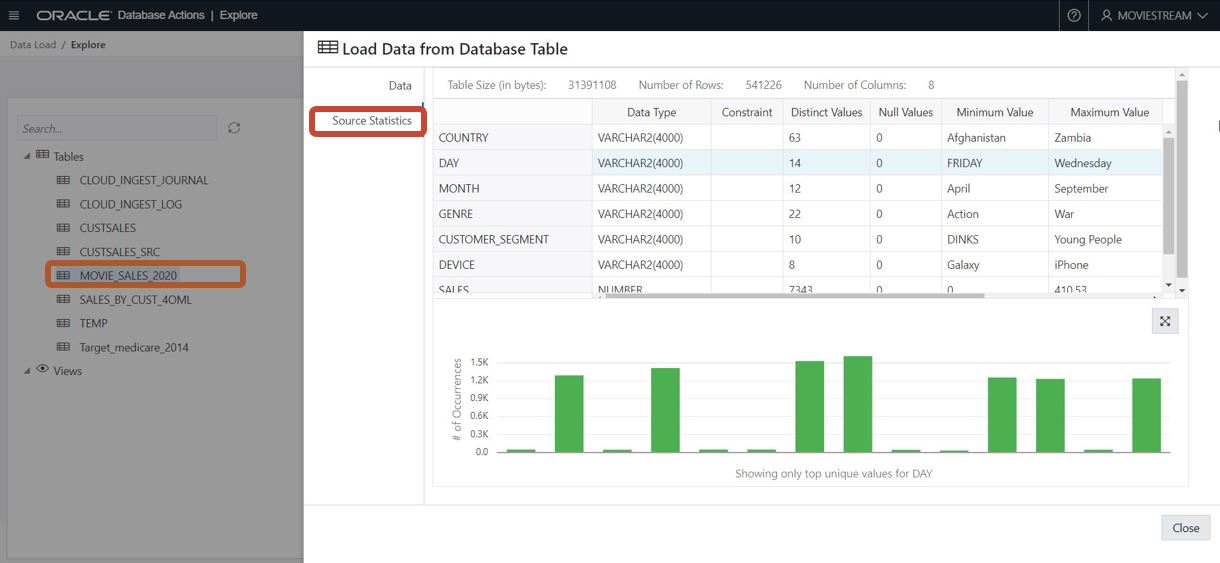 ORACLE Database Actions | Explore
MOVIESTREAM
Data Load / Explore
Search...
Tables
CLOUD_INGEST_JOURNAL
CLOUD_INGEST_LOG
CUSTSALES
CUSTSALES_SRC
MOVIE_SALES_2020
SALES_BY_CUST_4OML
TEMP
Target_medicare_2014
Views
Load Data from Database Table
Data
Source Statistics
Table Size (in bytes): 31391108 Number of Rows: 541226 Number of Columns: 8
Data Type Constraint Distinct Values Null Values Minimum Value Maximum Value
COUNTRY VARCHAR2(4000) 63 0 Afghanistan Zambia
DAY VARCHAR2(4000) 14 0 FRIDAY Wednesday
MONTH VARCHAR2(4000) 12 0 April September
GENRE VARCHAR2(4000) 22 0 Action War
CUSTOMER_SEGMENT VARCHAR2(4000) 10 0 DINKS Young People
DEVICE VARCHAR2(4000) 8 0 Galaxy iPhone
SALES NUMBER 7343 0 0 410.53
# of Occurrences
1.5K
1.2K
0.9K
0.6K
0.3K
0.0
Showing only top unique values for DAY
Close